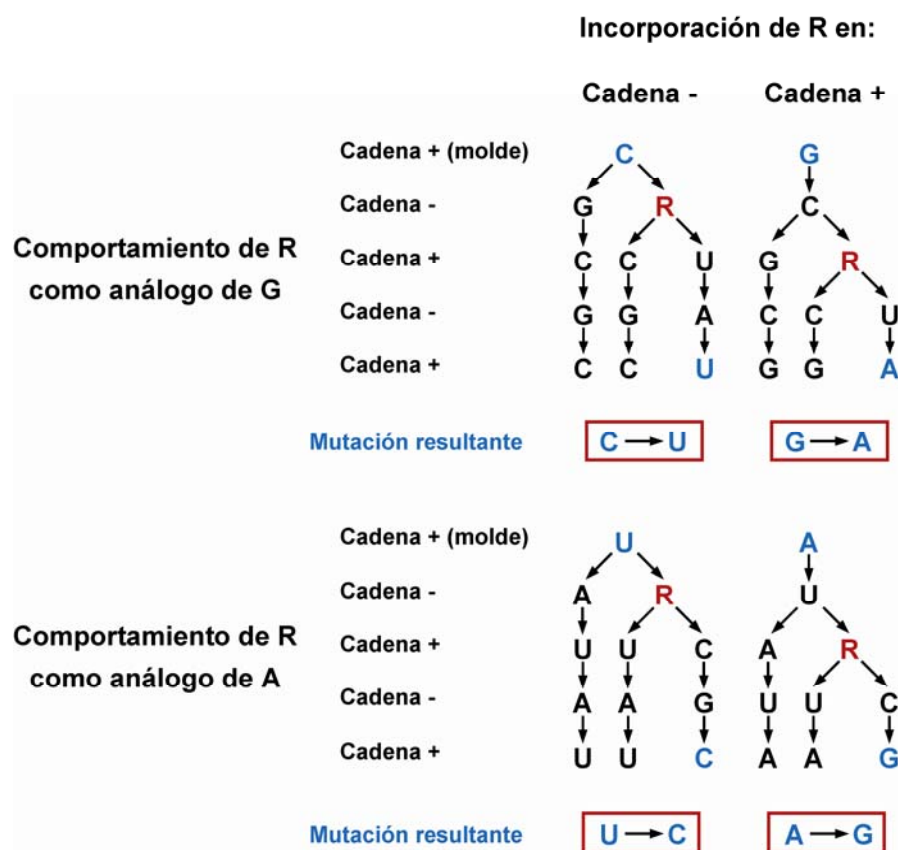 Incorporación de R en:
Cadena - Cadena +
Cadena + (molde) C G
Cadena - G R C
Comportamiento de R
como análogo de G
Cadena + C C U G R
Cadena - G G A C C U
Cadena + C C U G G A
Mutación resultante C → U G → A
Cadena + (molde) U A
Cadena - A R U
Comportamiento de R
como análogo de A
Cadena + U U C A R
Cadena - A A G U U C
Cadena + U U C A A G
Mutación resultante U → C A → G